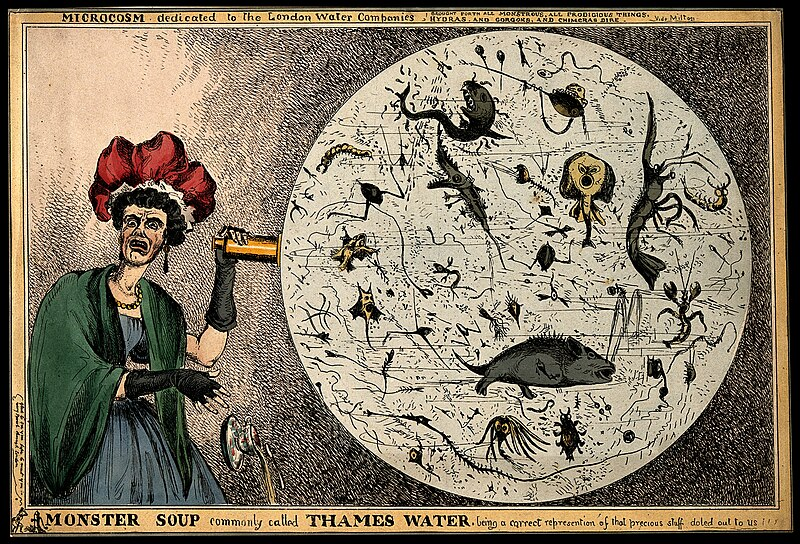 MICROCOSM dedicated to the London Water Companies
BROUGHT FORTH ALL MONSTROUS, ALL PRODIGIOUS THINGS,
HYDRAS, AND GORGONS, AND CHIMERAS DIRE. Vide Milton
MONSTER SOUP commonly called THAMES WATER. being a correct represention of that precious stuff doled out to us !!!